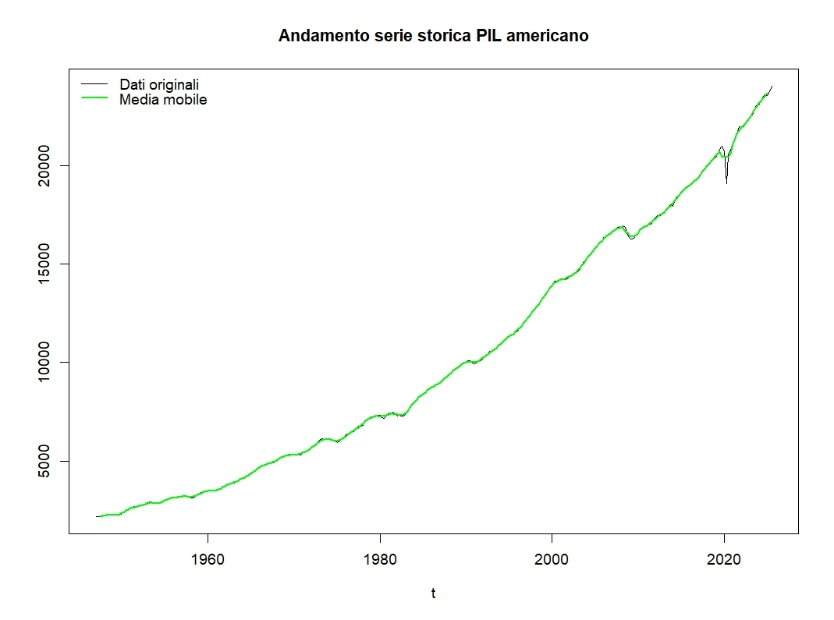 Andamento serie storica PIL americano
Dati originali
Media mobile
20000
15000
10000
5000
1960 1980 2000 2020
t